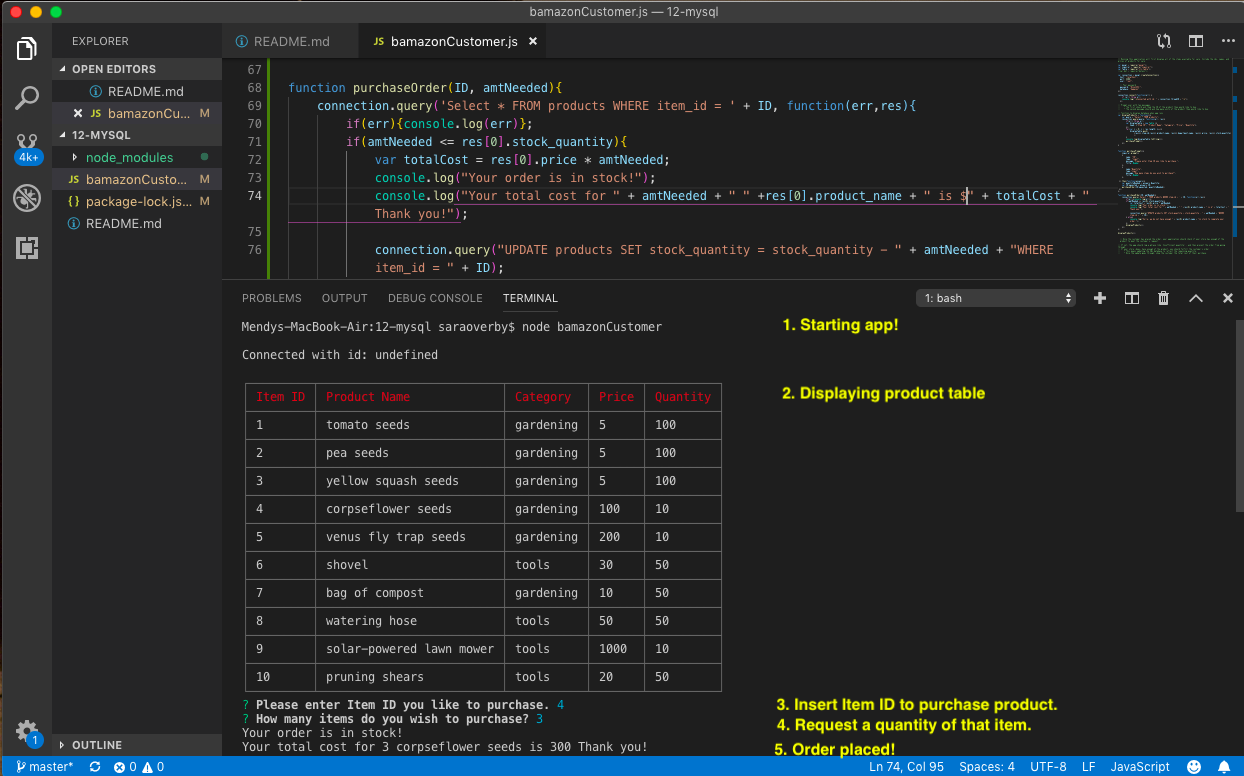 bamazonCustomer.js — 12-mysql
EXPLORER
OPEN EDITORS
README.md
bamazonCu... M
12-MYSQL
node_modules
JS bamazonCusto... M
{} package-lock.js... M
README.md
OUTLINE
4k+
1
README.md
JS bamazonCustomer.js
67
68 function purchaseOrder(ID, amtNeeded){
69 connection.query('Select * FROM products WHERE item_id = ' + ID, function(err,res){
70 if(err){console.log(err)};
71 if(amtNeeded <= res[0].stock_quantity){
72 var totalCost = res[0].price * amtNeeded;
73 console.log("Your order is in stock!");
74 console.log("Your total cost for " + amtNeeded + " " +res[0].product_name + " is $" + totalCost + "
Thank you!");
75
76 connection.query("UPDATE products SET stock_quantity = stock_quantity - " + amtNeeded + "WHERE
item_id = " + ID);
PROBLEMS OUTPUT DEBUG CONSOLE TERMINAL
1: bash
Mendys-MacBook-Air:12-mysql saraoverby$ node bamazonCustomer
1. Starting app!
Connected with id: undefined
2. Displaying product table
Item ID Product Name Category Price Quantity
1 tomato seeds gardening 5 100
2 pea seeds gardening 5 100
3 yellow squash seeds gardening 5 100
4 corpseflower seeds gardening 100 10
5 venus fly trap seeds gardening 200 10
6 shovel tools 30 50
7 bag of compost gardening 10 50
8 watering hose tools 50 50
9 solar-powered lawn mower tools 1000 10
10 pruning shears tools 20 50
? Please enter Item ID you like to purchase. 4
3. Insert Item ID to purchase product.
? How many items do you wish to purchase? 3
4. Request a quantity of that item.
Your order is in stock!
Your total cost for 3 corpseflower seeds is 300 Thank you!
5. Order placed!
master* 0 0
Ln 74, Col 95 Spaces: 4 UTF-8 LF JavaScript